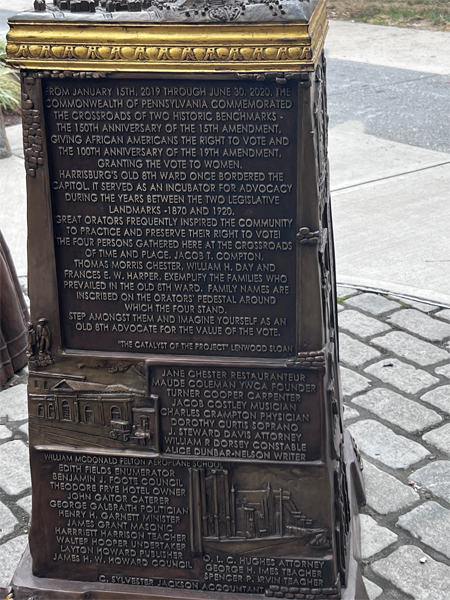 FROM JANUARY 15TH, 2019 THROUGH JUNE 30, 2020, THE
COMMONWEALTH OF PENNSYLVANIA COMMEMORATED
THE CROSSROADS OF TWO HISTORIC BENCHMARKS -
THE 150TH ANNIVERSARY OF THE 15TH AMENDMENT,
GIVING AFRICAN AMERICANS THE RIGHT TO VOTE AND
THE 100TH ANNIVERSARY OF THE 19TH AMENDMENT,
GRANTING THE VOTE TO WOMEN.
HARRISBURG'S OLD 8TH WARD ONCE BORDERED THE
CAPITOL. IT SERVED AS AN INCUBATOR FOR ADVOCACY
DURING THE YEARS BETWEEN THE TWO LEGISLATIVE
LANDMARKS -1870 AND 1920.
GREAT ORATORS FREQUENTLY INSPIRED THE COMMUNITY
TO PRACTICE AND PRESERVE THEIR RIGHT TO VOTE!
THE FOUR PERSONS GATHERED HERE AT THE CROSSROADS
OF TIME AND PLACE, JACOB T. COMPTON,
THOMAS MORRIS CHESTER, WILLIAM H. DAY AND
FRANCES E. W. HARPER, EXEMPLIFY THE FAMILIES WHO
PREVAILED IN THE OLD 8TH WARD. FAMILY NAMES ARE
INSCRIBED ON THE ORATORS' PEDESTAL AROUND
WHICH THE FOUR STAND.
STEP AMONGST THEM AND IMAGINE YOURSELF AS AN
OLD 8TH ADVOCATE FOR THE VALUE OF THE VOTE.
"THE CATALYST OF THE PROJECT" LENWOOD SLOAN
JANE CHESTER RESTAURANTEUR
MAUDE COLEMAN YWCA FOUNDER
TURNER COOPER CARPENTER
JACOB COSTLEY MUSICIAN
CHARLES CRAMPTON PHYSICIAN
DOROTHY CURTIS SOPRANO
J. STEWARD DAVIS ATTORNEY
WILLIAM P. DORSEY CONSTABLE
ALICE DUNBAR-NELSON WRITER
WILLIAM MCDONALD FELTON AEROPLANE SCHOOL
EDITH FIELDS ENUMERATOR
BENJAMIN J. FOOTE COUNCIL
THEODORE FRYE HOTEL OWNER
JOHN GAITOR CATERER
GEORGE GALBRAITH POLITICIAN
HENRY H. GARNETT MINISTER
JAMES GRANT MASONIC
HARRIETT HARRISON TEACHER
WALTER HOOPER UNDERTAKER
LAYTON HOWARD PUBLISHER
JAMES H. W. HOWARD COUNCIL
D. L. C. HUGHES ATTORNEY
GEORGE H. IMES TEACHER
SPENCER P. IRVIN TEACHER
C. SYLVESTER JACKSON ACCOUNTANT